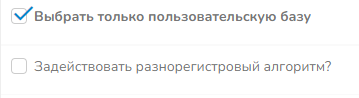 Выбрать только пользовательскую базу
Задействовать разнорегистровый алгоритм?